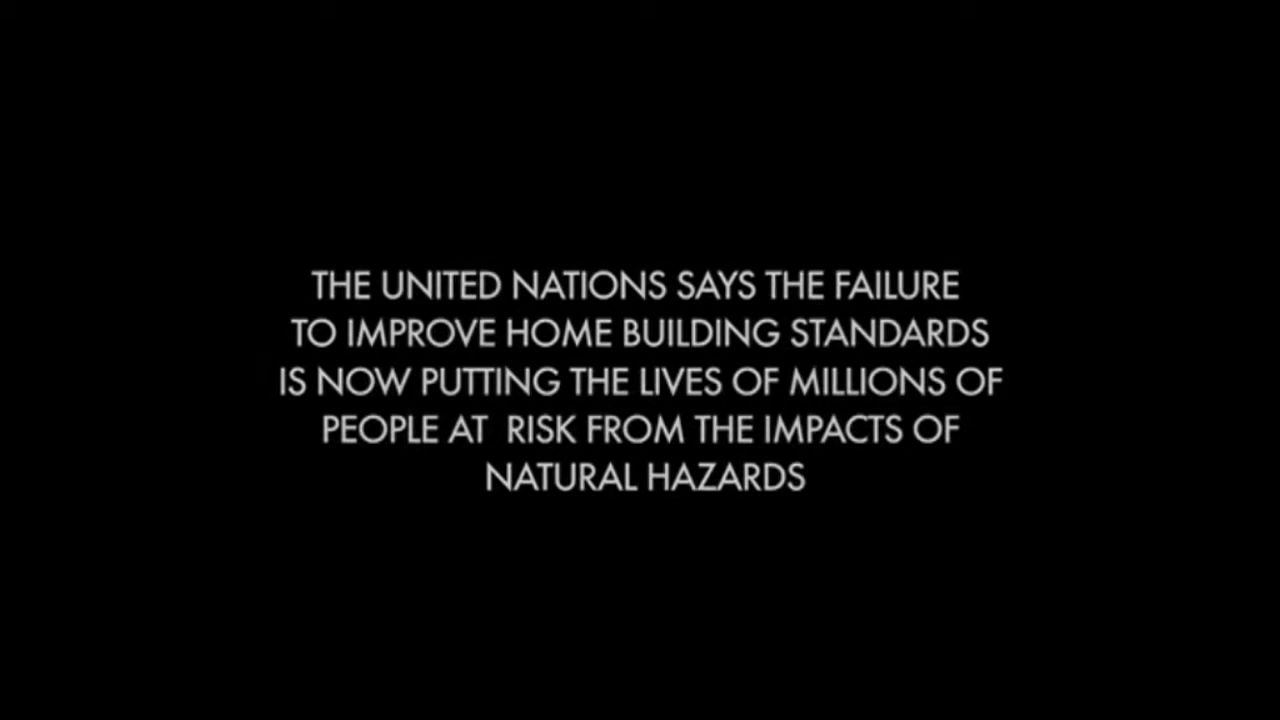 THE UNITED NATIONS SAYS THE FAILURE
TO IMPROVE HOME BUILDING STANDARDS
IS NOW PUTTING THE LIVES OF MILLIONS OF
PEOPLE AT  RISK FROM THE IMPACTS OF
NATURAL HAZARDS